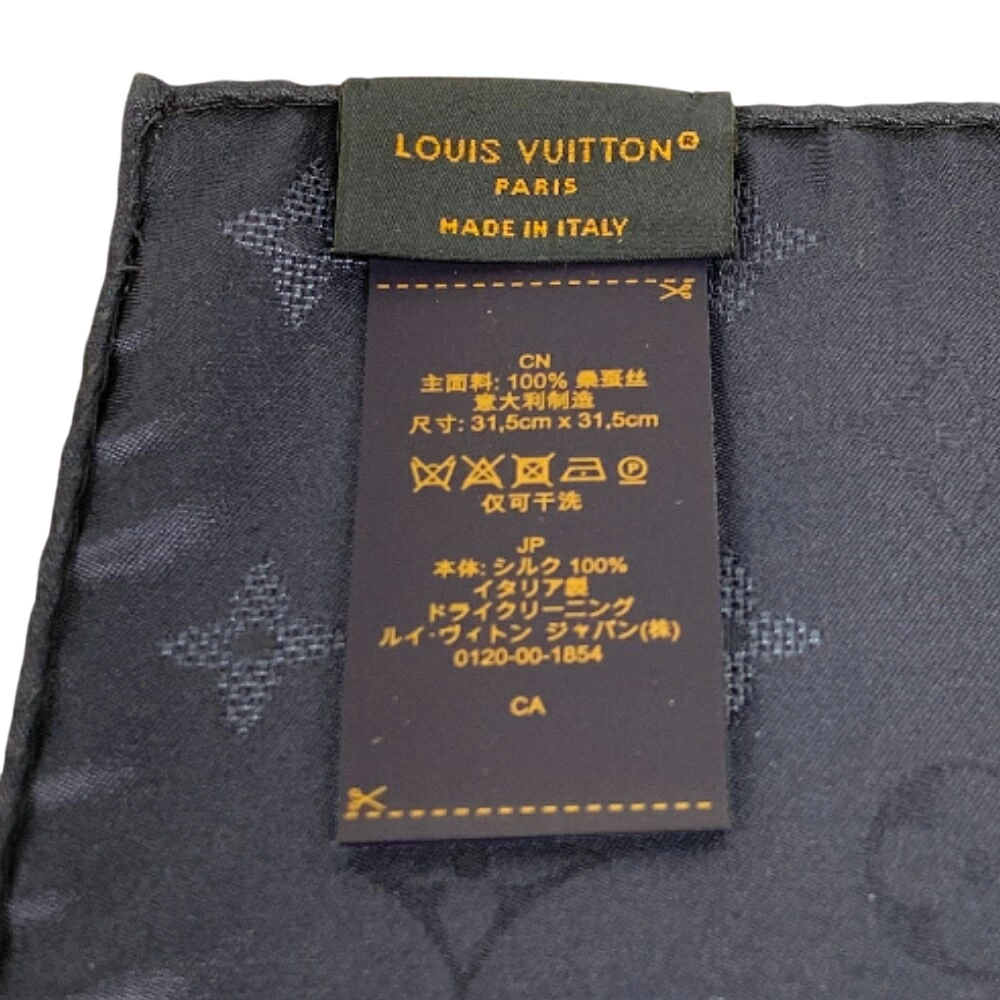 LOUIS VUITTON®
PARIS
MADE IN ITALY
CN
主面料: 100% 桑蚕丝
意大利制造
尺寸: 31,5cm x 31,5cm
P
仅可干洗
JP
本体: シルク 100%
イタリア製
ドライクリーニング
ルイ·ヴィトン ジャパン(株)
0120-00-1854
CA